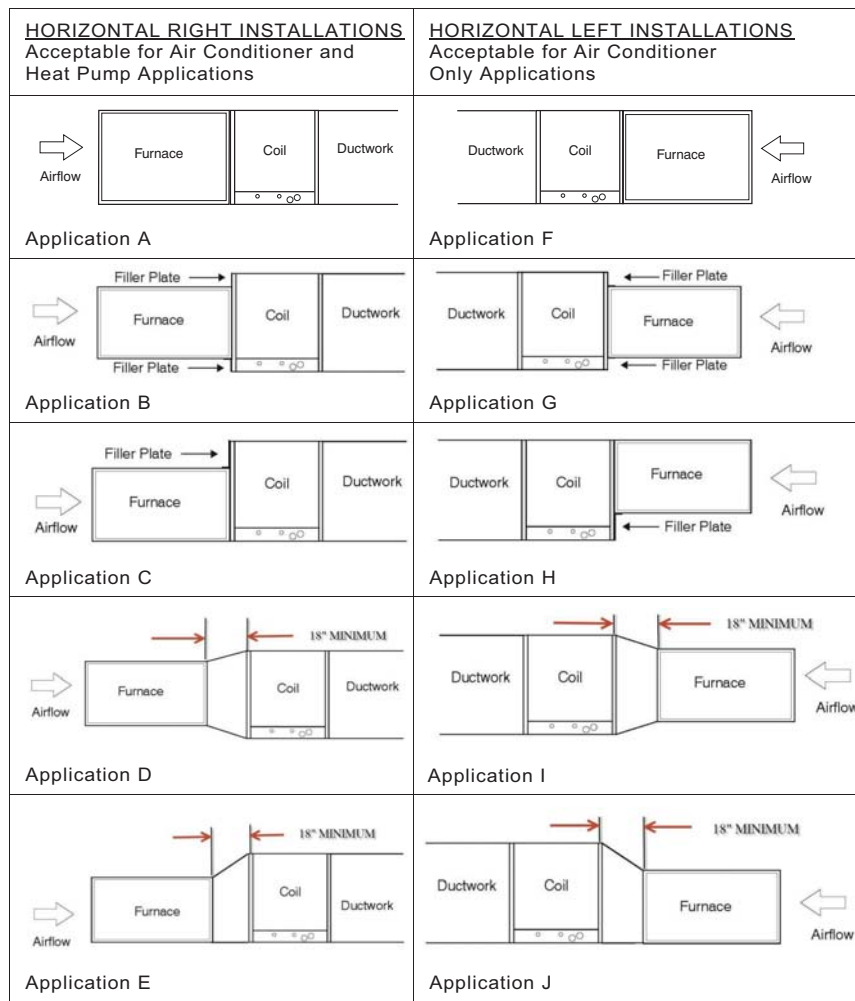 HORIZONTAL RIGHT INSTALLATIONS
Acceptable for Air Conditioner and
Heat Pump Applications
HORIZONTAL LEFT INSTALLATIONS
Acceptable for Air Conditioner
Only Applications
Airflow
Furnace
Coil
Ductwork
Application A
Ductwork
Coil
Furnace
Airflow
Application F
Filler Plate
Airflow
Furnace
Coil
Ductwork
Filler Plate
Application B
Filler Plate
Ductwork
Coil
Furnace
Airflow
Filler Plate
Application G
Filler Plate
Airflow
Furnace
Coil
Ductwork
Application C
Ductwork
Coil
Furnace
Airflow
Filler Plate
Application H
18" MINIMUM
Airflow
Furnace
Coil
Ductwork
Application D
18" MINIMUM
Ductwork
Coil
Furnace
Airflow
Application I
18" MINIMUM
Airflow
Furnace
Coil
Ductwork
Application E
18" MINIMUM
Ductwork
Coil
Furnace
Airflow
Application J